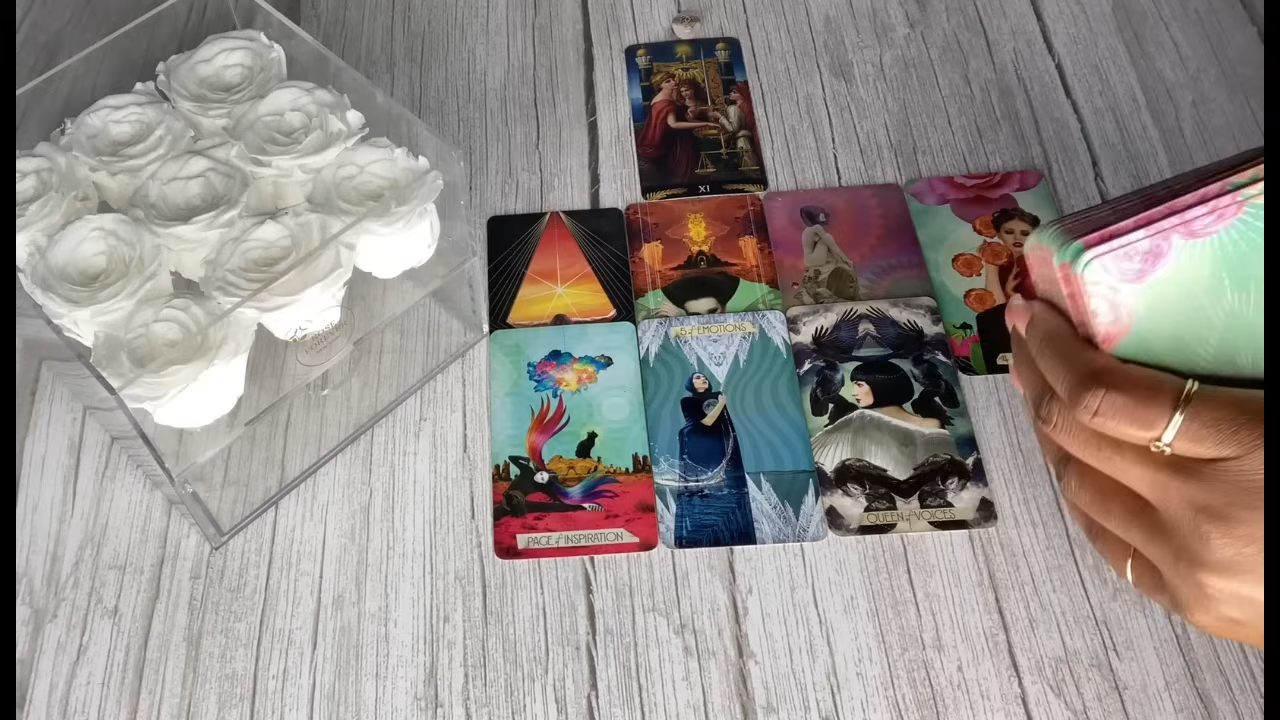 XI
5 of EMOTIONS
PAGE of INSPIRATION
QUEEN of VOICES